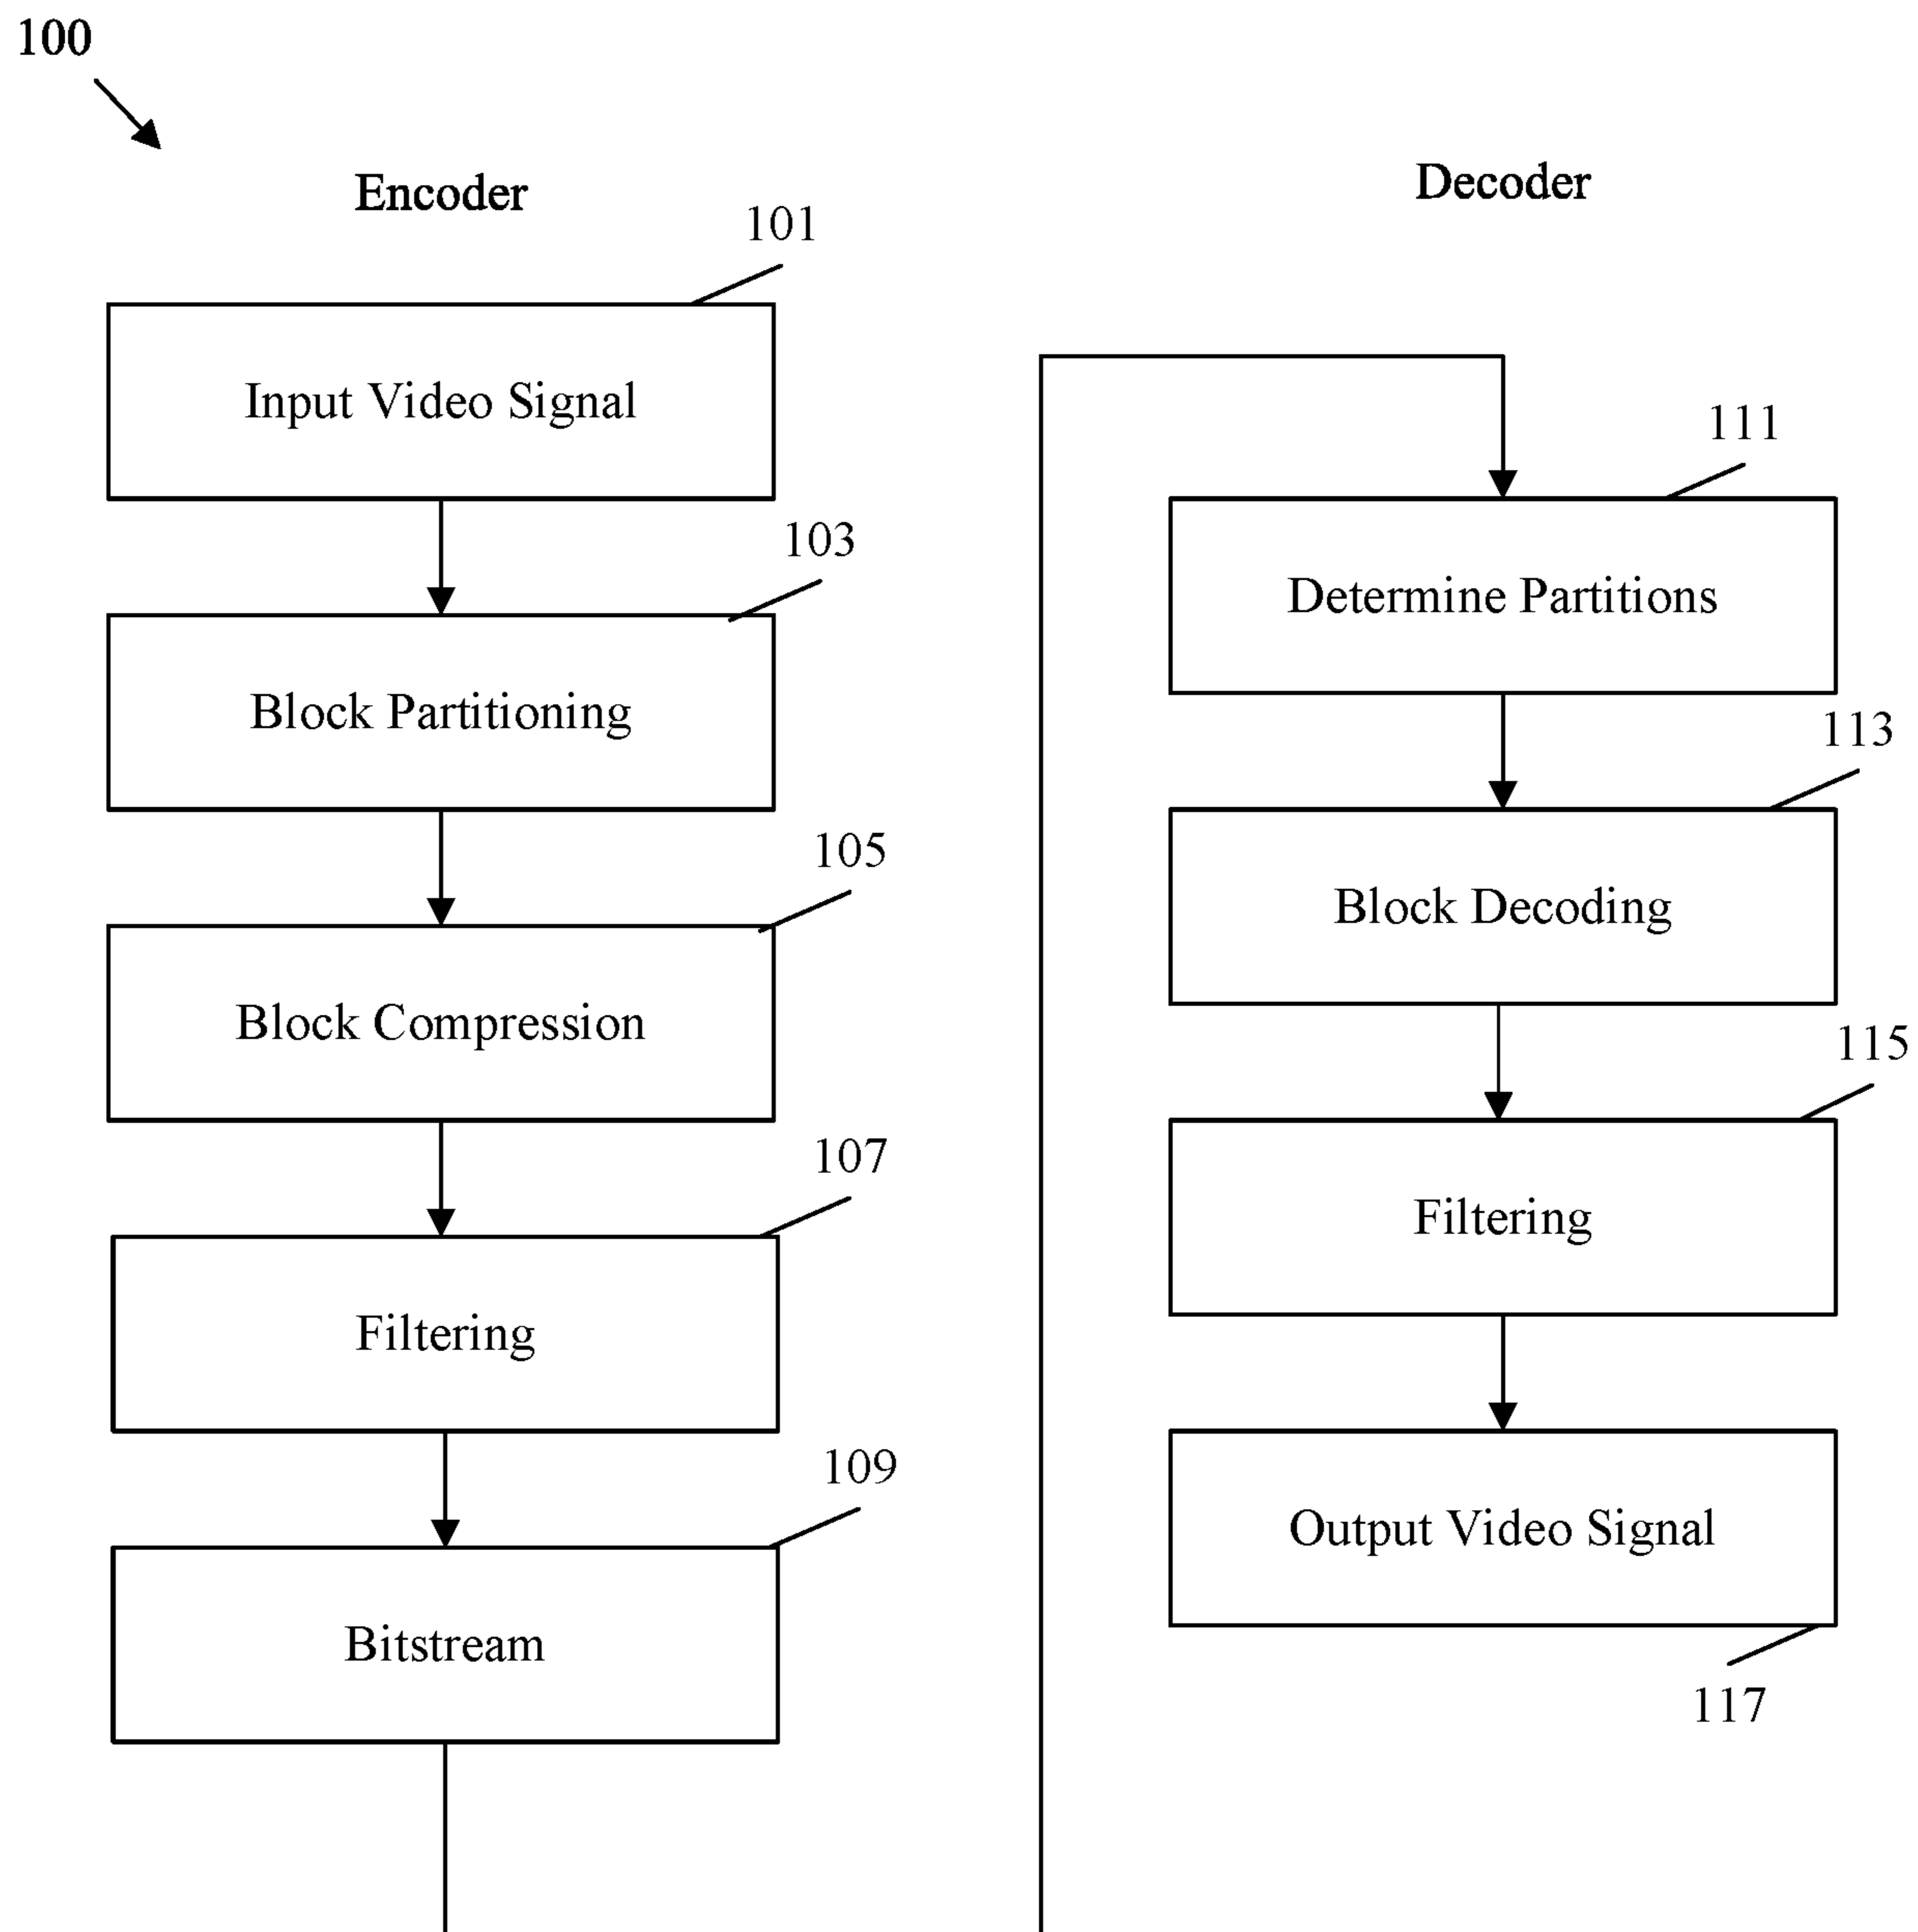 100
Encoder
101
Input Video Signal
103
Block Partitioning
105
Block Compression
107
Filtering
109
Bitstream
Decoder
111
Determine Partitions
113
Block Decoding
115
Filtering
Output Video Signal
117